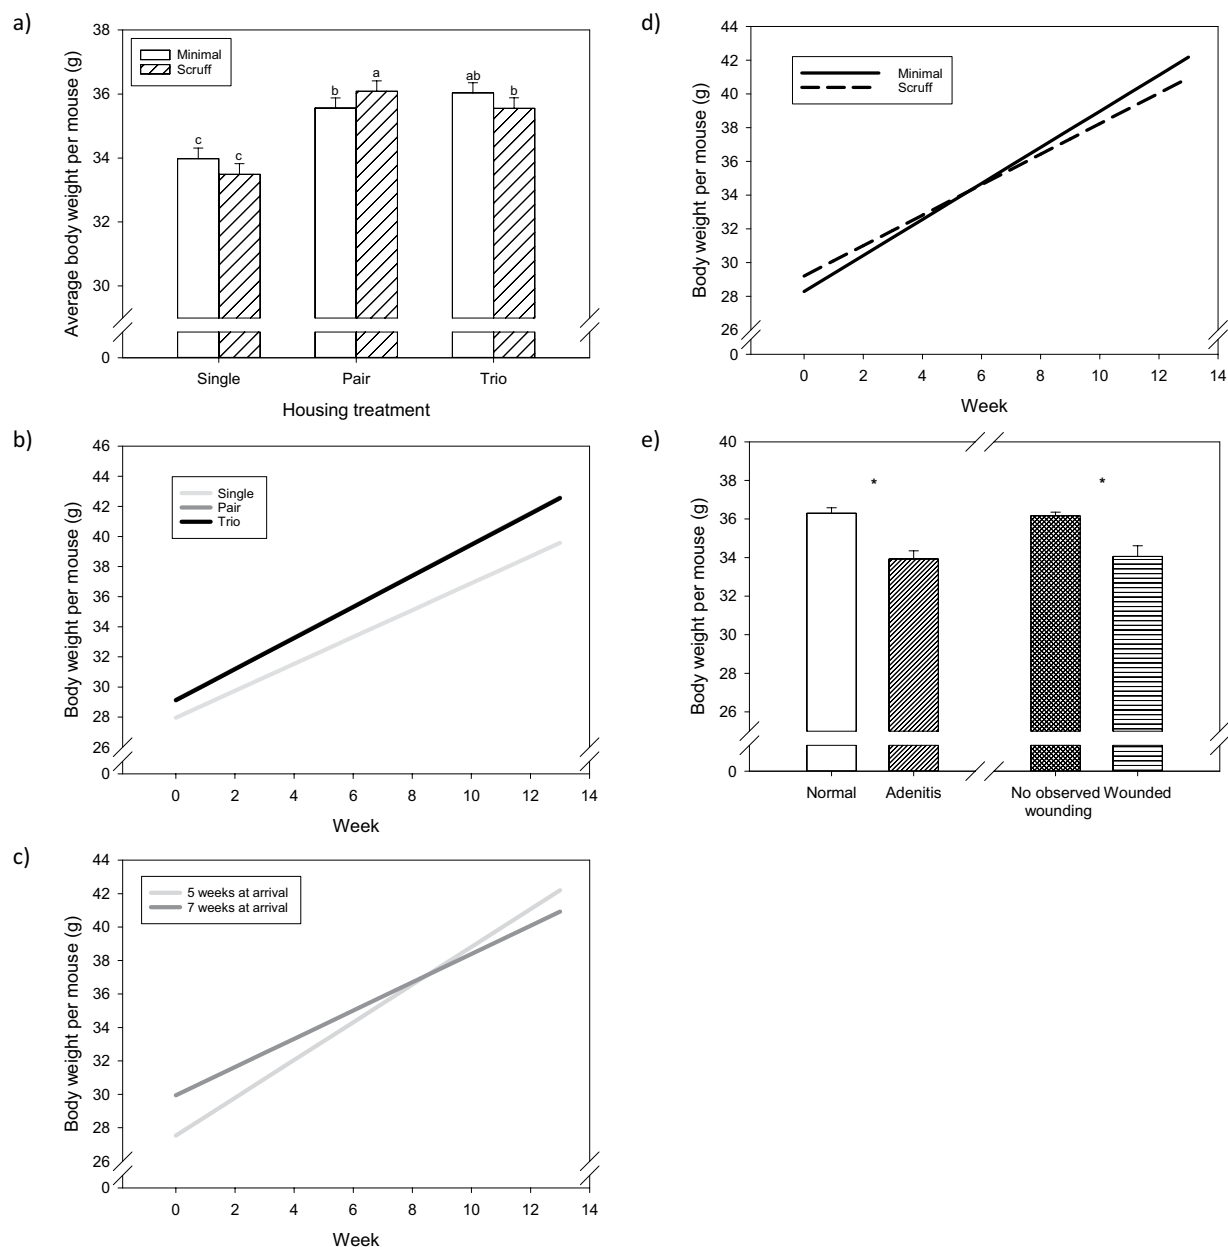 a)
38
36
34
32
30
0
Average body weight per mouse (g)
Minimal
Scruff
c
c
b
a
ab
b
Single Pair Trio
Housing treatment
b)
46
44
42
40
38
36
34
32
30
28
26
0
Body weight per mouse (g)
Single
Pair
Trio
0 2 4 6 8 10 12 14
Week
c)
44
42
40
38
36
34
32
30
28
26
0
Body weight per mouse (g)
5 weeks at arrival
7 weeks at arrival
0 2 4 6 8 10 12 14
Week
d)
44
42
40
38
36
34
32
30
28
26
0
Body weight per mouse (g)
Minimal
Scruff
0 2 4 6 8 10 12 14
Week
e)
40
38
36
34
32
30
28
26
0
Body weight per mouse (g)
* *
Normal Adenitis No observed Wounded
wounding